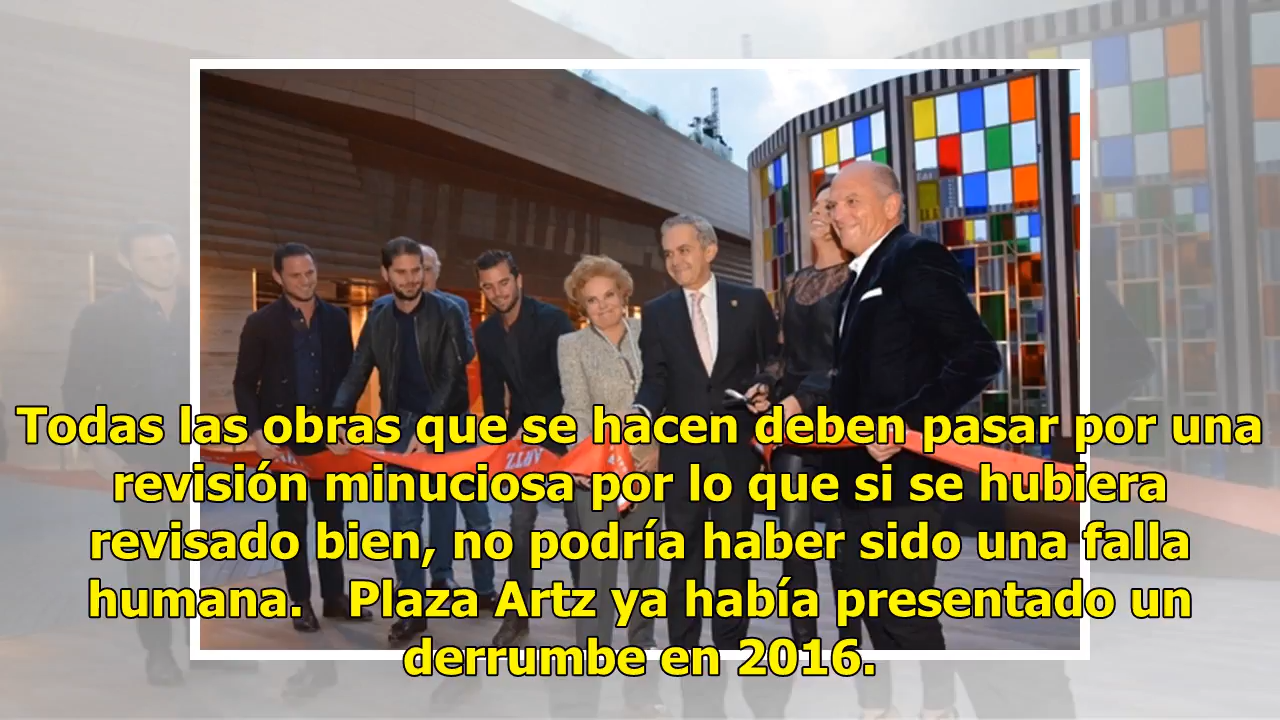 Todas las obras que se hacen deben pasar por una
revisión minuciosa por lo que si se hubiera
revisado bien, no podría haber sido una falla
humana.   Plaza Artz ya había presentado un
derrumbe en 2016.